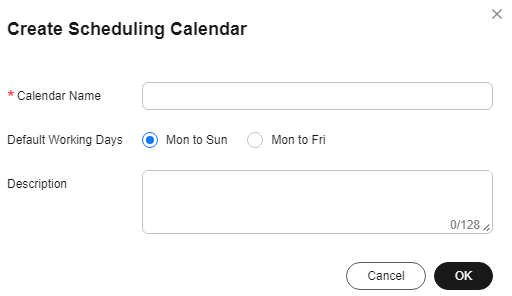 Create Scheduling Calendar
* Calendar Name
Default Working Days Mon to Sun Mon to Fri
Description
0/128
Cancel OK